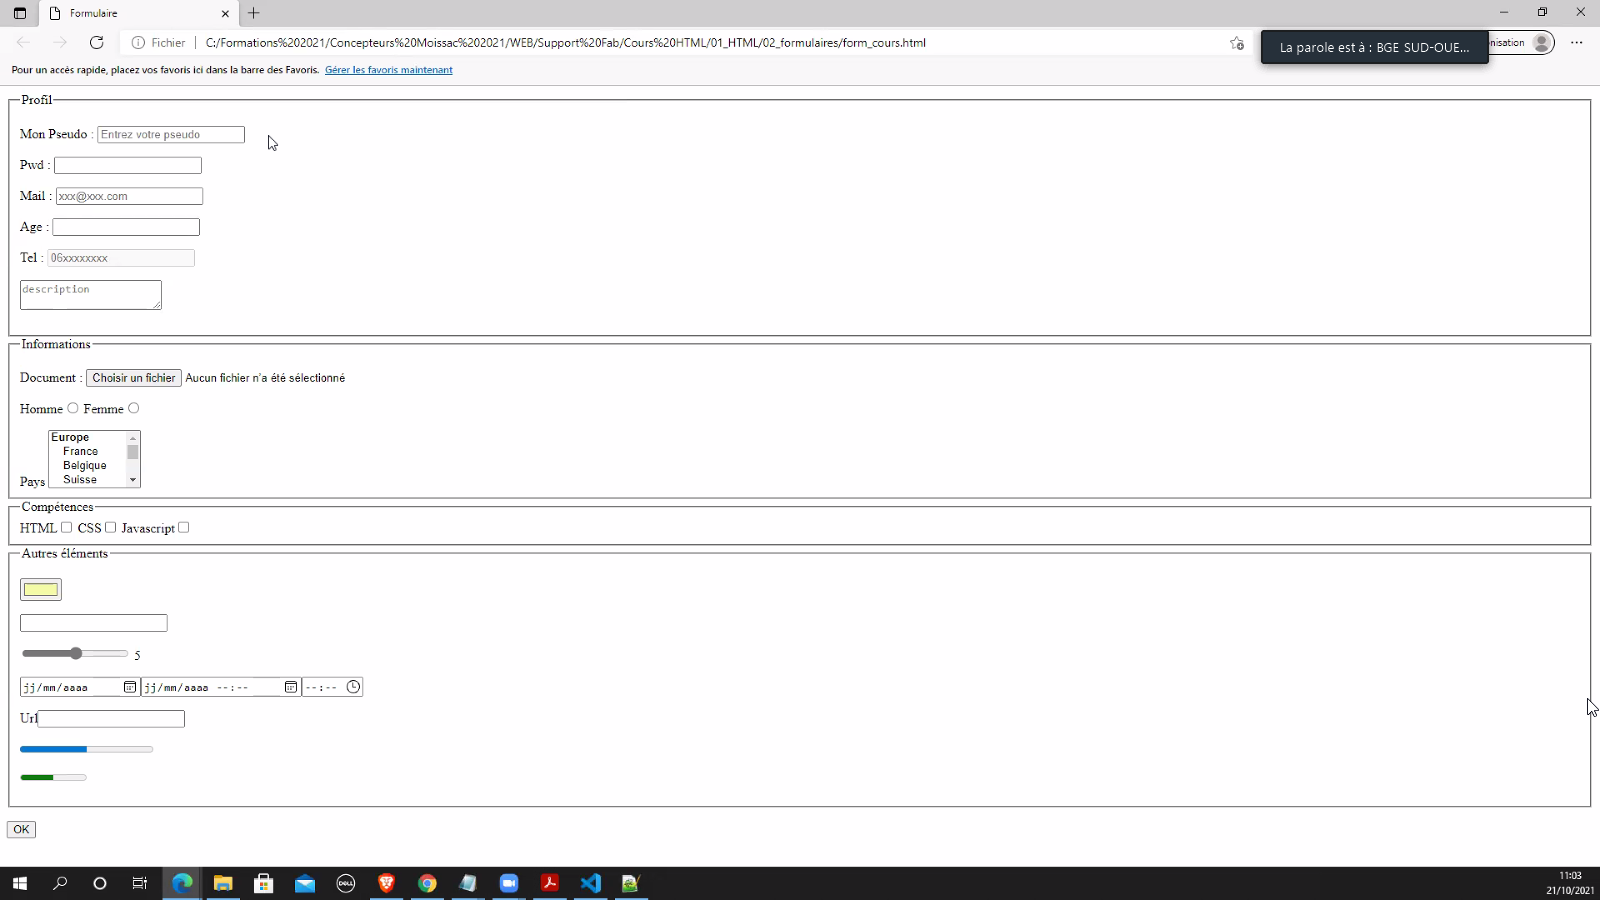 Formulaire
Fichier
C:/Formations%202021/Concepteurs%20Moissac%202021/WEB/Support%20Fab/Cours%20HTML/01_HTML/02_formulaires/form_cours.html
La parole est à : BGE SUD-OUE...
nisation
Pour un accès rapide, placez vos favoris ici dans la barre des Favoris. Gérer les favoris maintenant
Profil
Mon Pseudo : Entrez votre pseudo
Pwd :
Mail : xxx@xxx.com
Age :
Tel : 06xxxxxxxx
description
Informations
Document : Choisir un fichier Aucun fichier n'a été sélectionné
Homme Femme
Europe
France
Belgique
Suisse
Pays
Compétences
HTML CSS Javascript
Autres éléments
5
jj/mm/aaaa jj/mm/aaaa --:-- --:--
Url
OK
DELL
11:03
21/10/2021